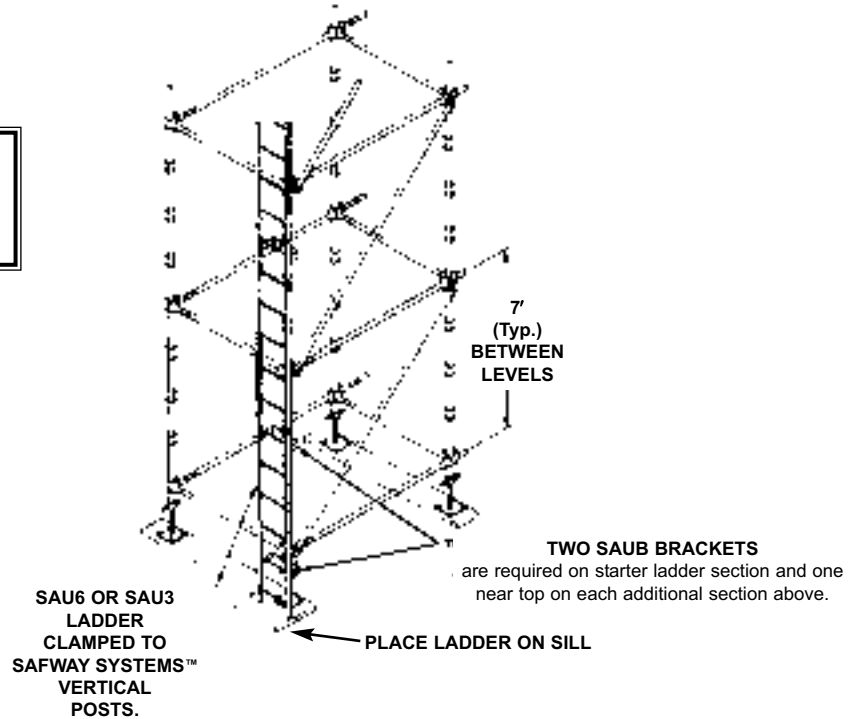 7′
(Typ.)
BETWEEN
LEVELS
TWO SAUB BRACKETS
are required on starter ladder section and one
near top on each additional section above.
SAU6 OR SAU3
LADDER
CLAMPED TO
SAFWAY SYSTEMS™
VERTICAL
POSTS.
PLACE LADDER ON SILL